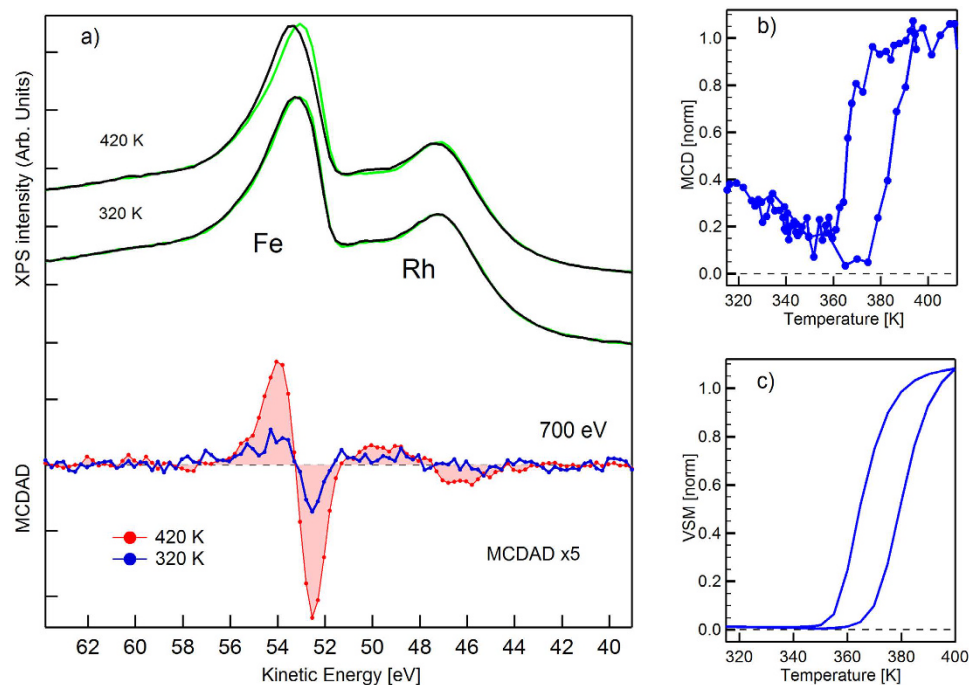 a)
XPS intensity (Arb. Units)
420 K
320 K
Fe
Rh
700 eV
MCDAD
420 K
320 K
MCDAD x5
62 60 58 56 54 52 50 48 46 44 42 40
Kinetic Energy [eV]
b)
MCD [norm]
1.0
0.8
0.6
0.4
0.2
0.0
320 340 360 380 400
Temperature [K]
c)
VSM [norm]
1.0
0.8
0.6
0.4
0.2
0.0
320 340 360 380 400
Temperature [K]